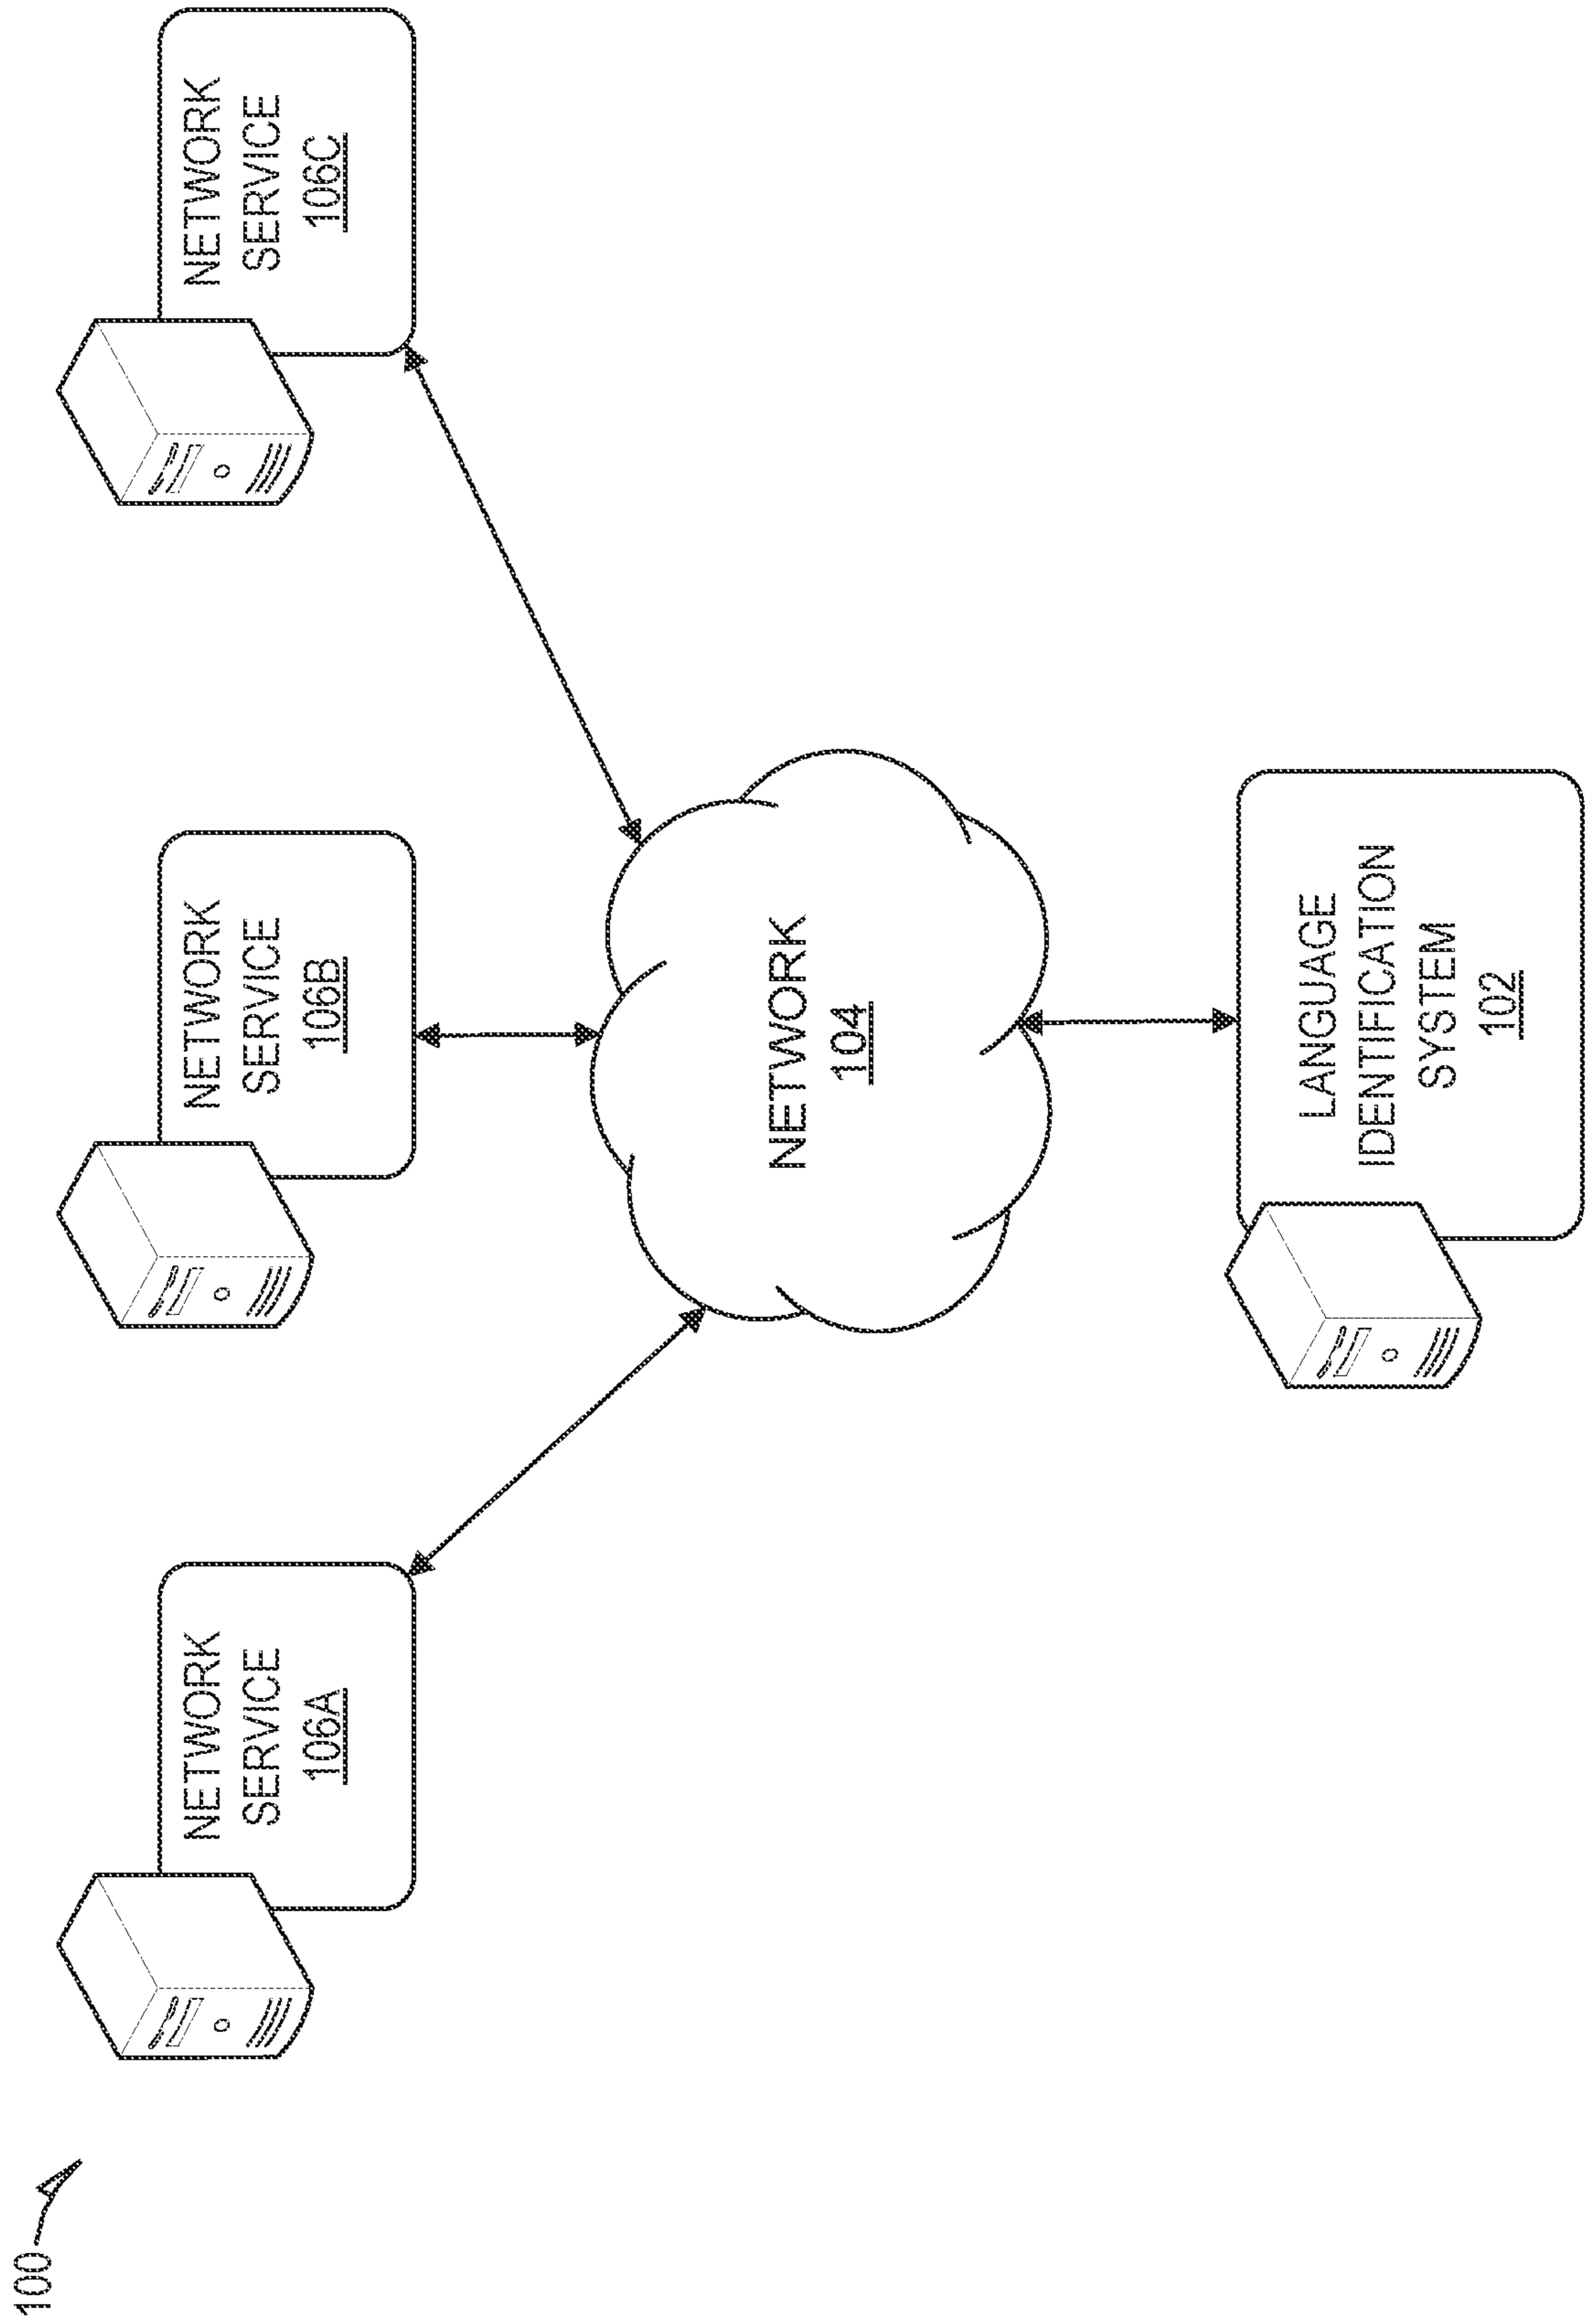 100
NETWORK
SERVICE
106A
NETWORK
SERVICE
106B
NETWORK
SERVICE
106C
NETWORK
104
LANGUAGE
IDENTIFICATION
SYSTEM
102